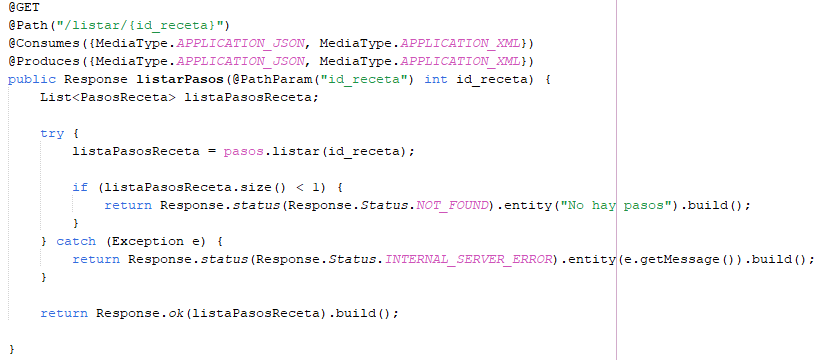 @GET
@Path("/listar/{id_receta}")
@Consumes({MediaType.APPLICATION_JSON, MediaType.APPLICATION_XML})
@Produces({MediaType.APPLICATION_JSON, MediaType.APPLICATION_XML})
public Response listarPasos(@PathParam("id_receta") int id_receta) {
    List<PasosReceta> listaPasosReceta;

    try {
        listaPasosReceta = pasos.listar(id_receta);

        if (listaPasosReceta.size() < 1) {
            return Response.status(Response.Status.NOT_FOUND).entity("No hay pasos").build();
        }
    } catch (Exception e) {
        return Response.status(Response.Status.INTERNAL_SERVER_ERROR).entity(e.getMessage()).build();
    }

    return Response.ok(listaPasosReceta).build();

}